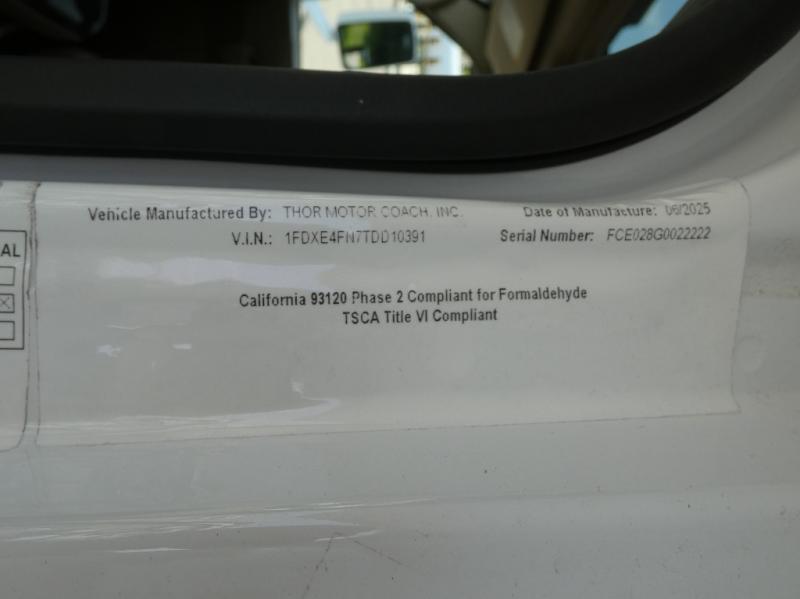 Vehicle Manufactured By: THOR MOTOR COACH, INC. Date of Manufacture: 06/2025
V.I.N.: 1FDXE4FN7TDD10391 Serial Number: FCE028G0022222
AL
California 93120 Phase 2 Compliant for Formaldehyde
TSCA Title VI Compliant